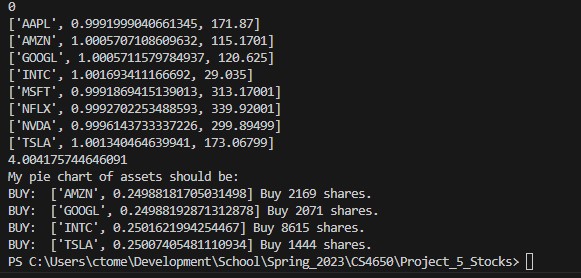 0
['AAPL', 0.9991999040661345, 171.87]
['AMZN', 1.0005707108609632, 115.1701]
['GOOGL', 1.0005711579784937, 120.625]
['INTC', 1.001693411166692, 29.035]
['MSFT', 0.9991869415139013, 313.17001]
['NFLX', 0.9992702253488593, 339.92001]
['NVDA', 0.9996143733337226, 299.89499]
['TSLA', 1.001340464639941, 173.06799]
4.004175744646091
My pie chart of assets should be:
BUY:  ['AMZN', 0.24988181705031498] Buy 2169 shares.
BUY:  ['GOOGL', 0.24988192871312878] Buy 2071 shares.
BUY:  ['INTC', 0.2501621994254467] Buy 8615 shares.
BUY:  ['TSLA', 0.25007405481110934] Buy 1444 shares.
PS C:\Users\ctome\Development\School\Spring_2023\CS4650\Project_5_Stocks>